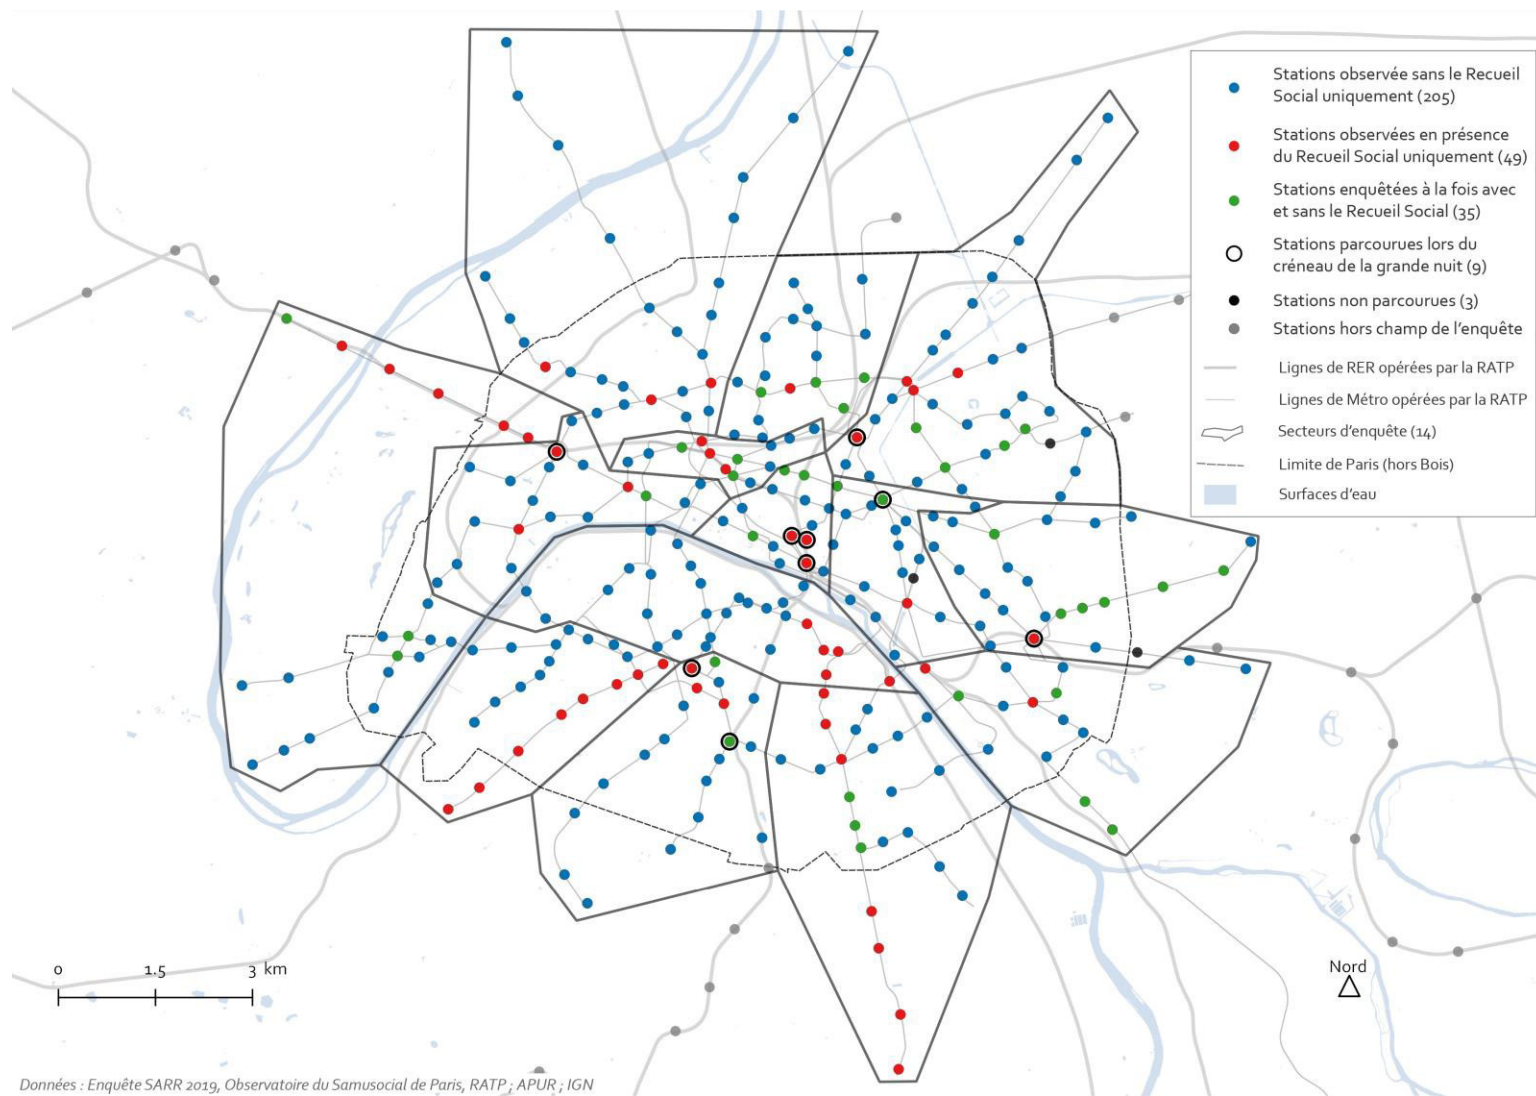 Stations observée sans le Recueil
Social uniquement (205)
Stations observées en présence
du Recueil Social uniquement (49)
Stations enquêtées à la fois avec
et sans le Recueil Social (35)
Stations parcourues lors du
créneau de la grande nuit (9)
Stations non parcourues (3)
Stations hors champ de l'enquête
Lignes de RER opérées par la RATP
Lignes de Métro opérées par la RATP
Secteurs d'enquête (14)
Limite de Paris (hors Bois)
Surfaces d'eau
0 1.5 3 km
Nord
Données : Enquête SARR 2019, Observatoire du Samusocial de Paris, RATP ; APUR ; IGN